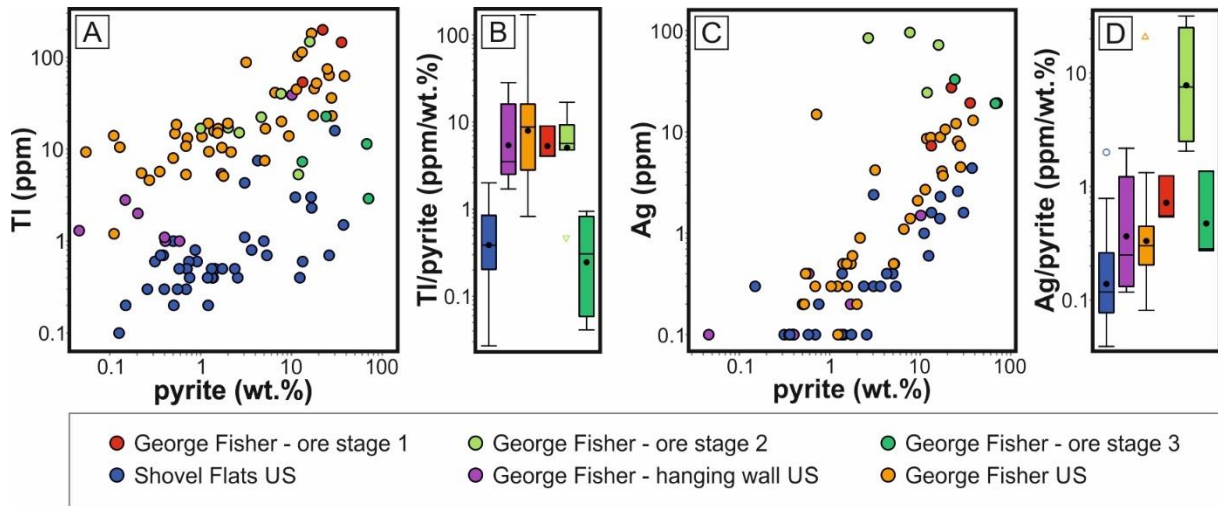 A
Tl (ppm)
100
10
1
0.1
0.1 1 10 100
pyrite (wt.%)
B
Tl/pyrite (ppm/wt.%)
100
10
1
0.1
C
Ag (ppm)
100
10
1
0.1
0.1 1 10 100
pyrite (wt.%)
D
Ag/pyrite (ppm/wt.%)
10
1
0.1
George Fisher - ore stage 1
George Fisher - ore stage 2
George Fisher - ore stage 3
Shovel Flats US
George Fisher - hanging wall US
George Fisher US